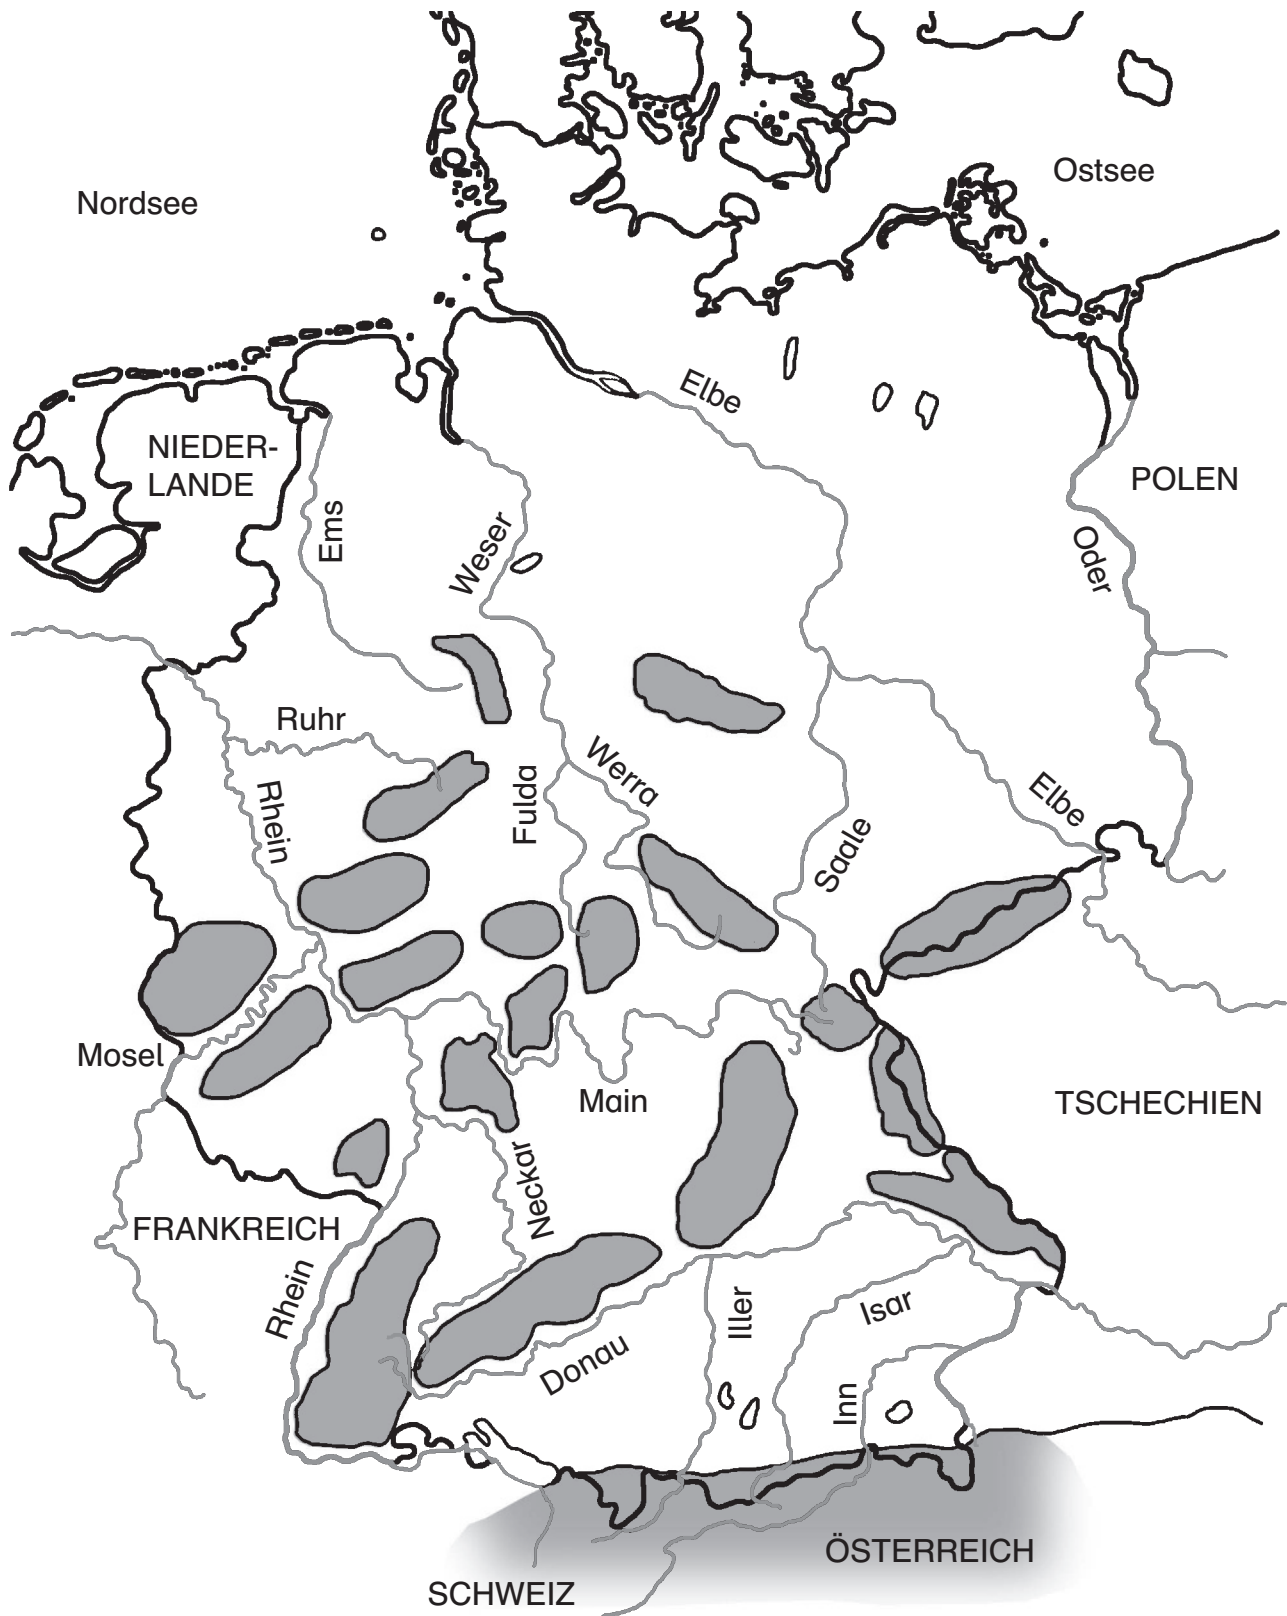 Ostsee
Nordsee
Elbe
NIEDER-
LANDE
POLEN
Ems
Weser
Oder
Ruhr
Werra
Fulda
Rhein
Elbe
Saale
Mosel
Main
TSCHECHIEN
Neckar
FRANKREICH
Rhein
Iller
Isar
Donau
Inn
ÖSTERREICH
SCHWEIZ